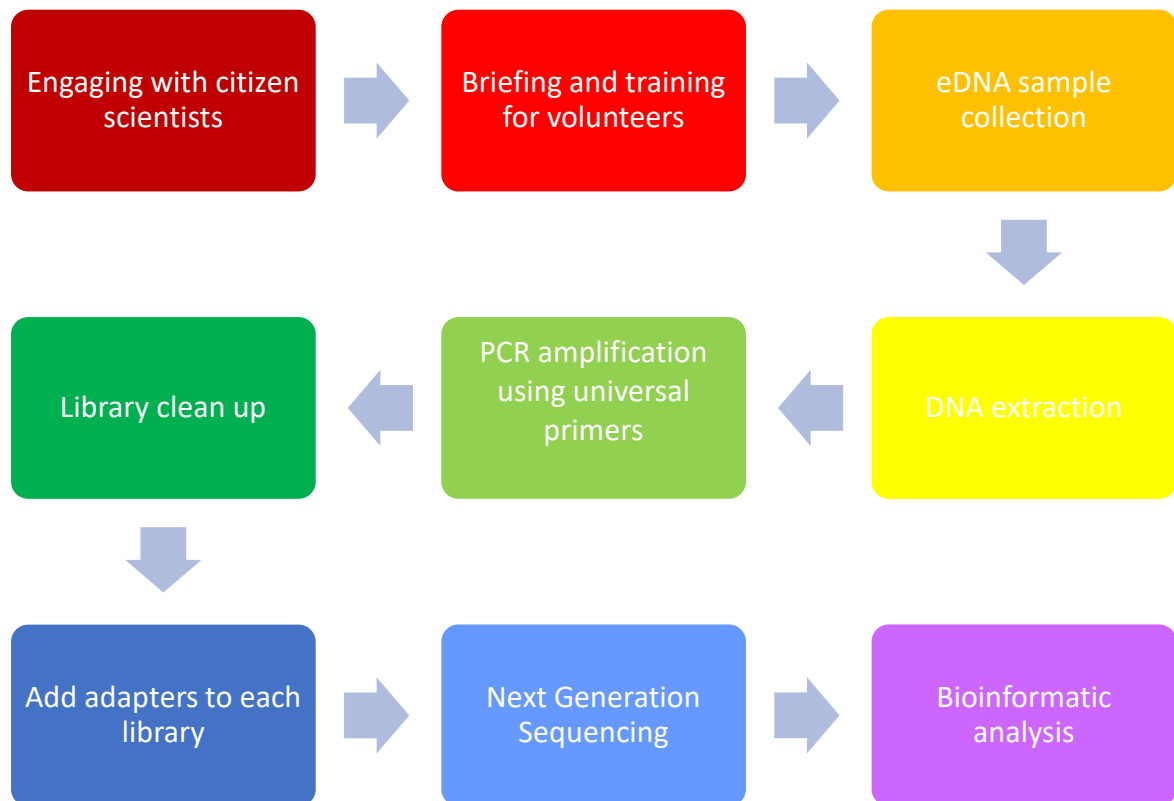 Engaging with citizen
scientists
Briefing and training
for volunteers
eDNA sample
collection
DNA extraction
PCR amplification
using universal
primers
Library clean up
Add adapters to each
library
Next Generation
Sequencing
Bioinformatic
analysis